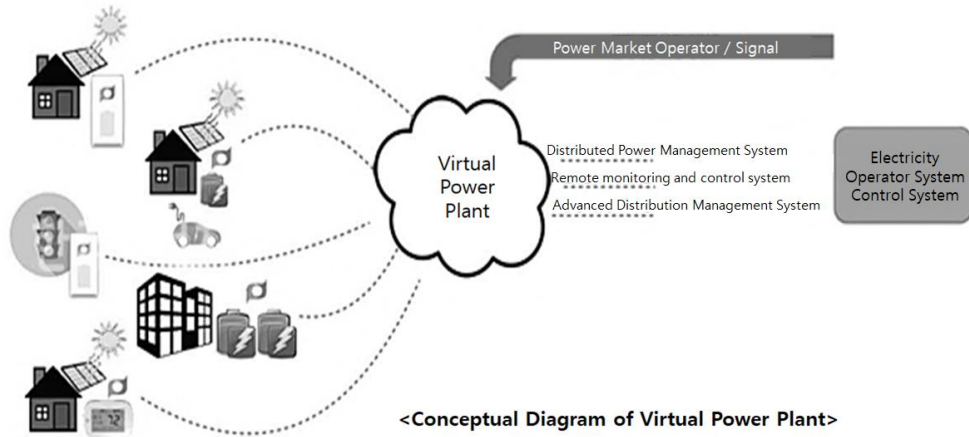 Power Market Operator / Signal
Virtual
Power
Plant
Distributed Power Management System
Remote monitoring and control system
Advanced Distribution Management System
Electricity
Operator System
Control System
72
<Conceptual Diagram of Virtual Power Plant>